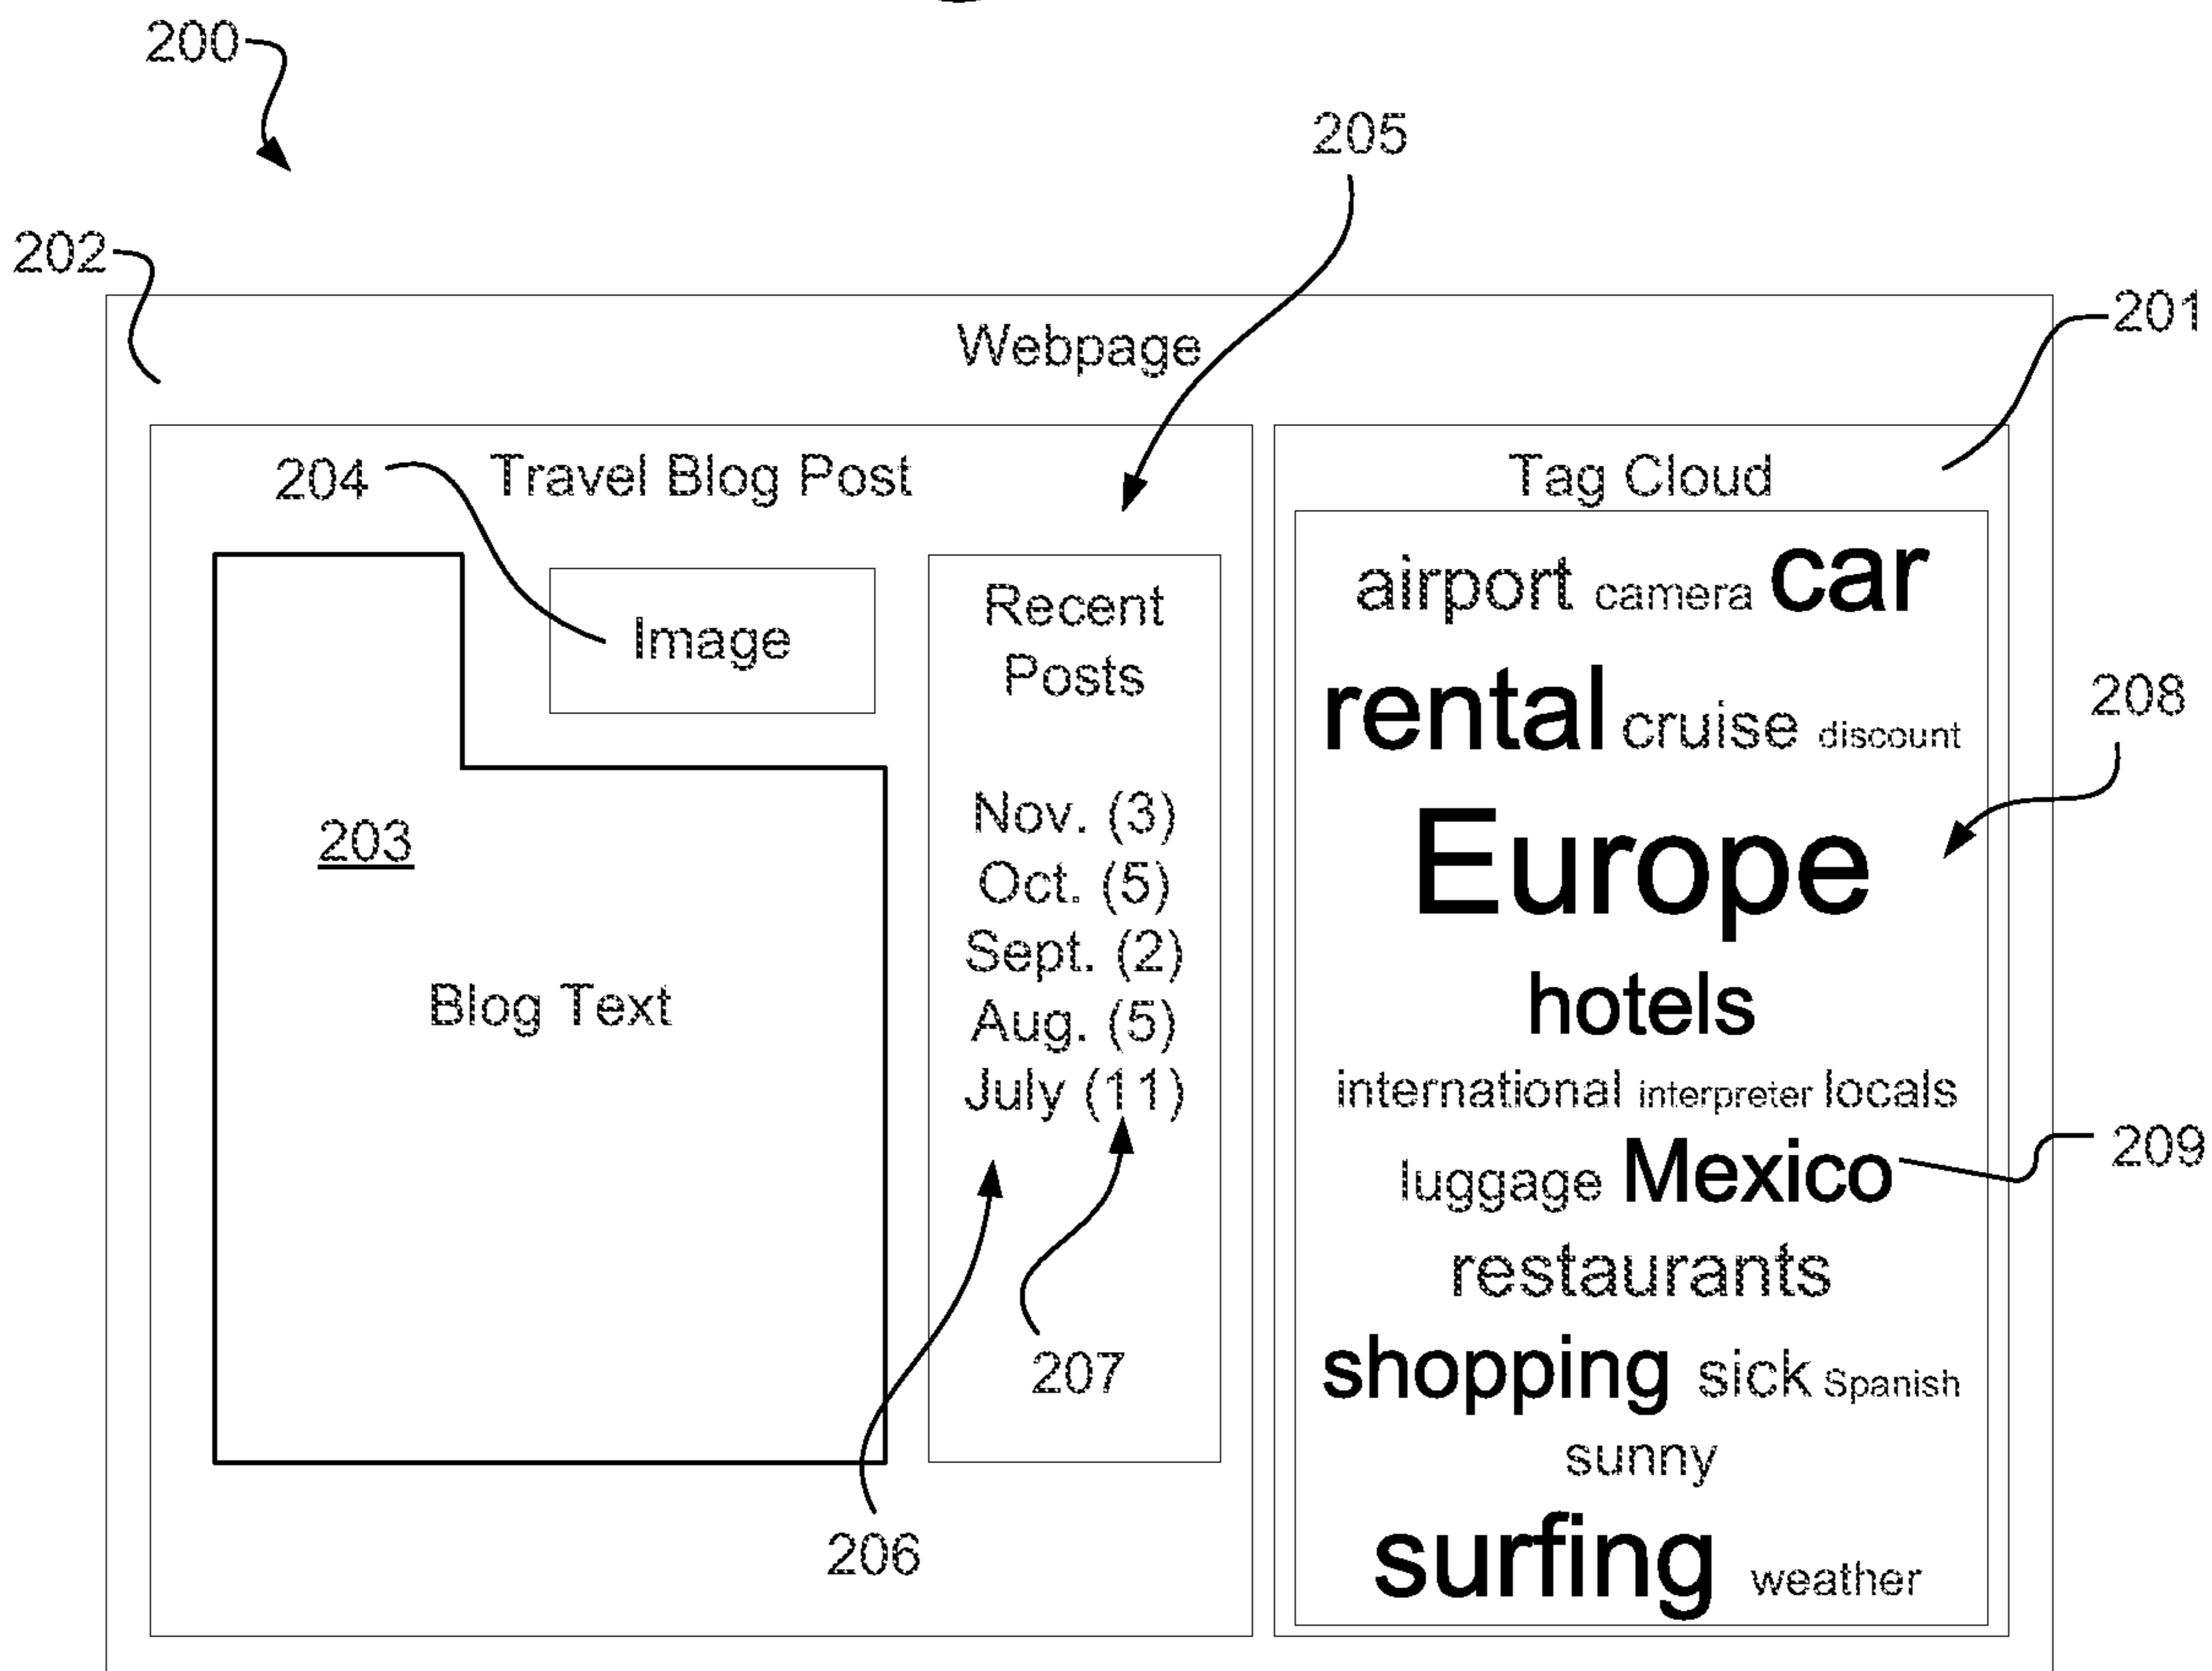 200
205
202
201
Webpage
204
Travel Blog Post
Image
203
Blog Text
Recent
Posts
Nov. (3)
Oct. (5)
Sept. (2)
Aug. (5)
July (11)
207
206
Tag Cloud
airport camera car
rental cruise discount
208
Europe
hotels
international interpreter locals
luggage Mexico
209
restaurants
shopping sick Spanish
sunny
surfing weather